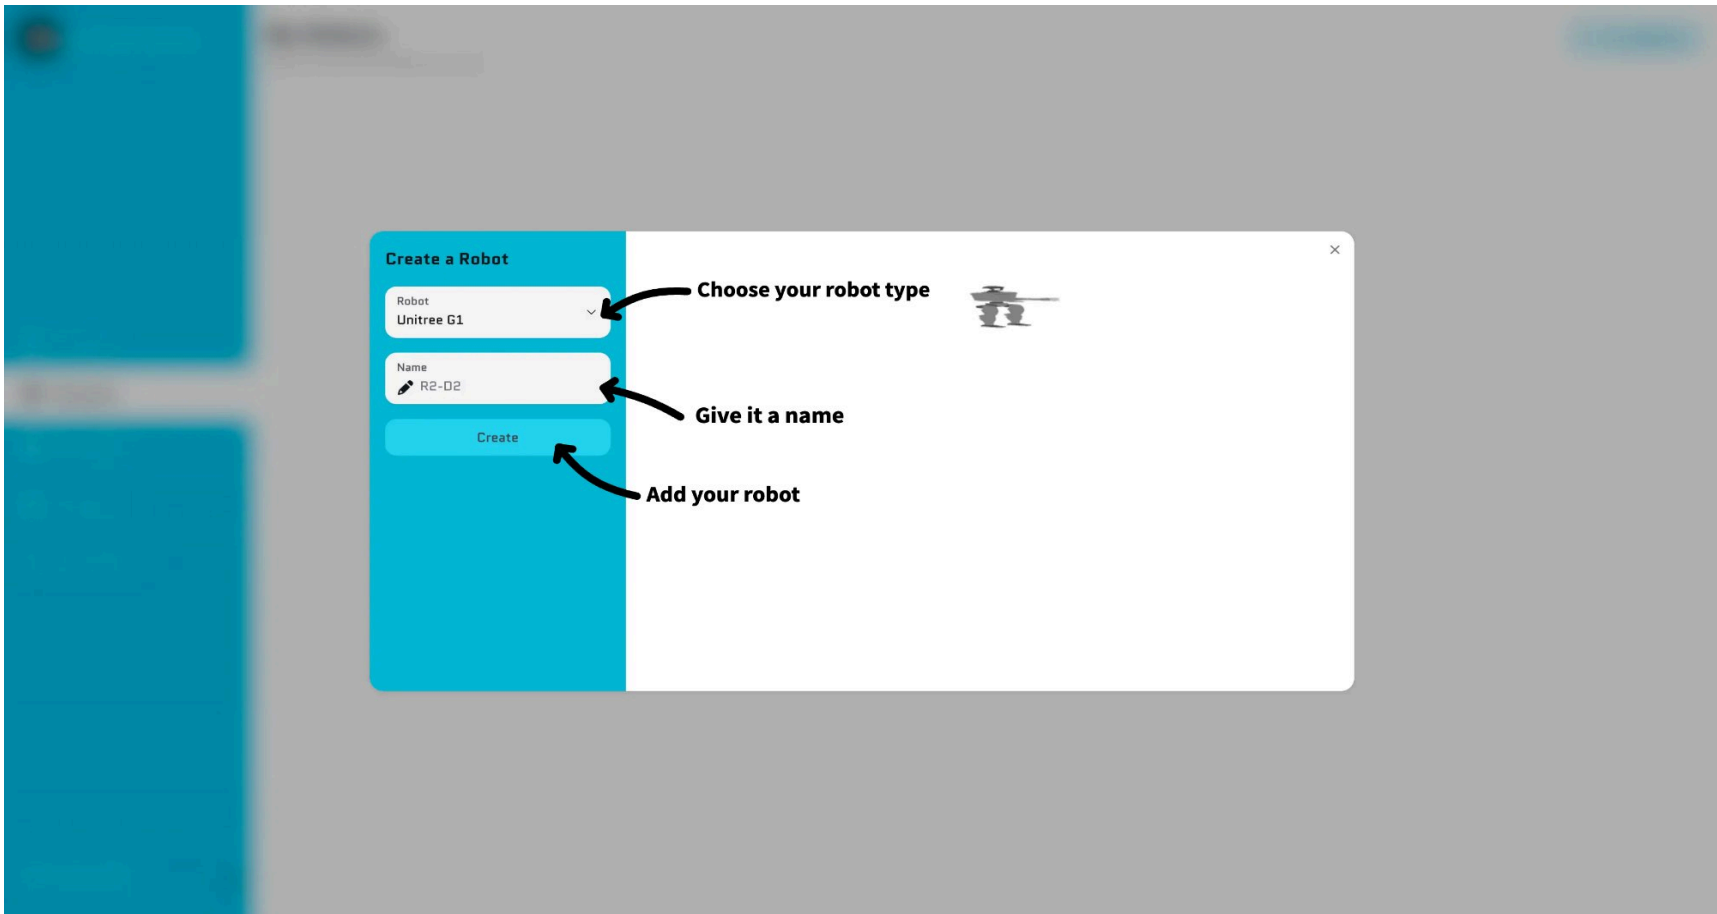 Create a Robot
Robot
Unitree G1
Choose your robot type
Name
R2-D2
Give it a name
Create
Add your robot